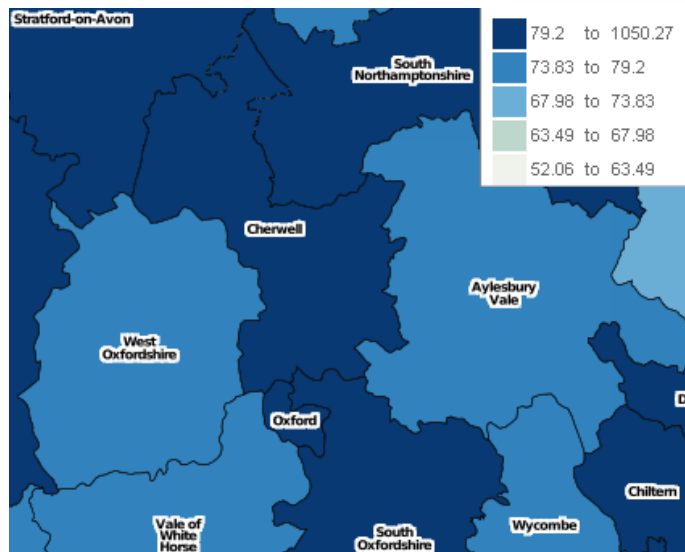 Stratford-on-Avon
South
Northamptonshire
79.2 to 1050.27
73.83 to 79.2
67.98 to 73.83
63.49 to 67.98
52.06 to 63.49
Cherwell
Aylesbury
Vale
West
Oxfordshire
D
Oxford
Chiltern
Vale of
White
Horse
South
Oxfordshire
Wycombe